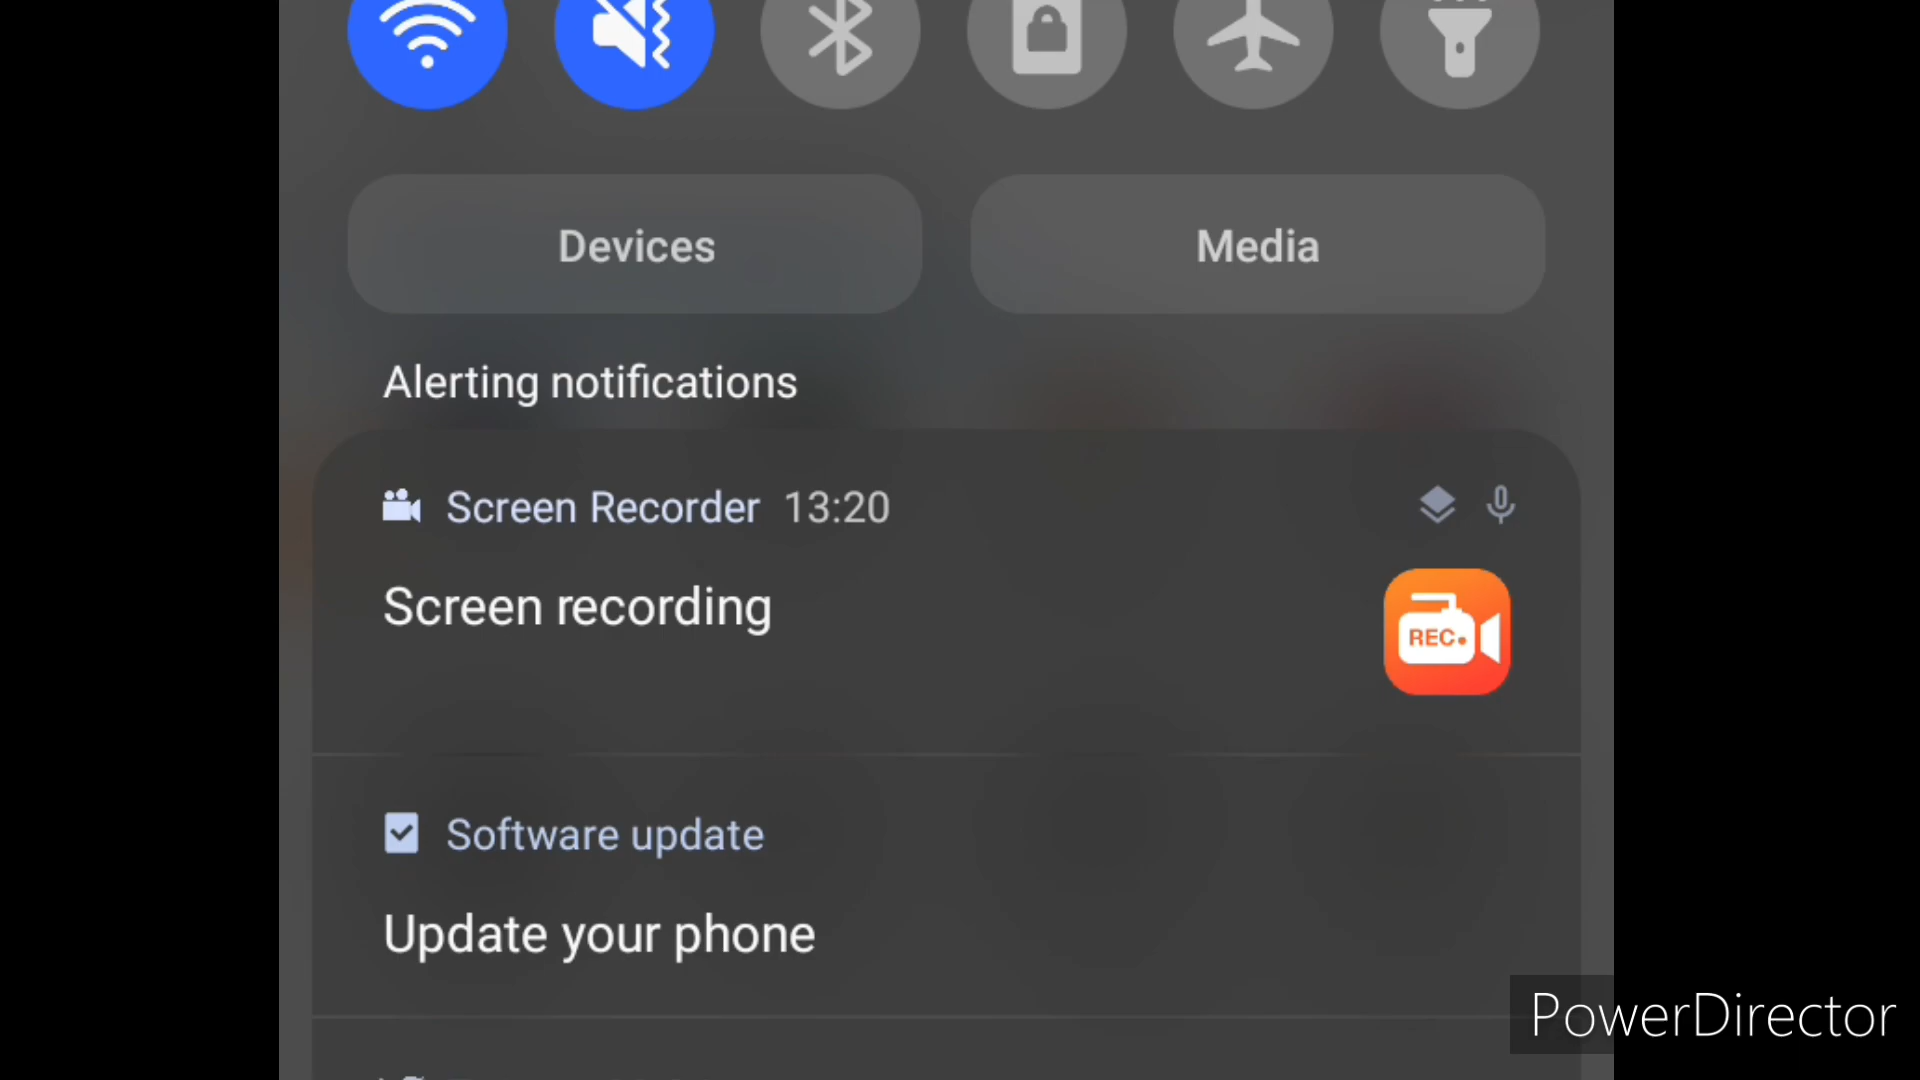 Devices
Media
Alerting notifications
Screen Recorder 13:20
Screen recording
REC
Software update
Update your phone
PowerDirector